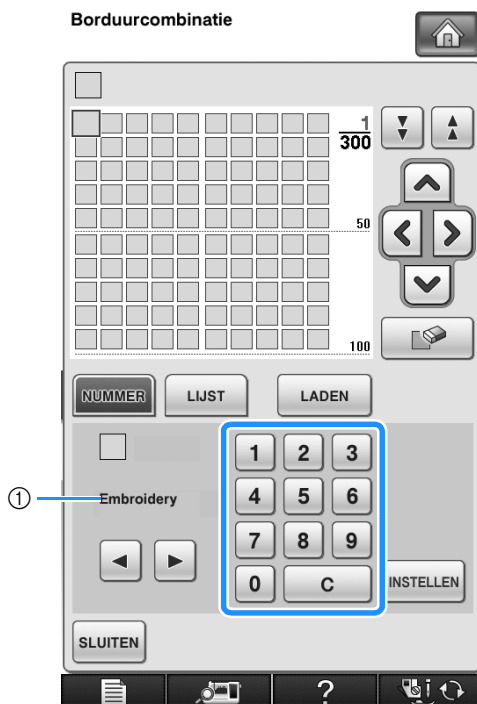 Borduurcombinatie
1
300
50
100
NUMMER LIJST LADEN
1 2 3
① Embroidery 4 5 6
7 8 9
0 C INSTELLEN
SLUITEN
?